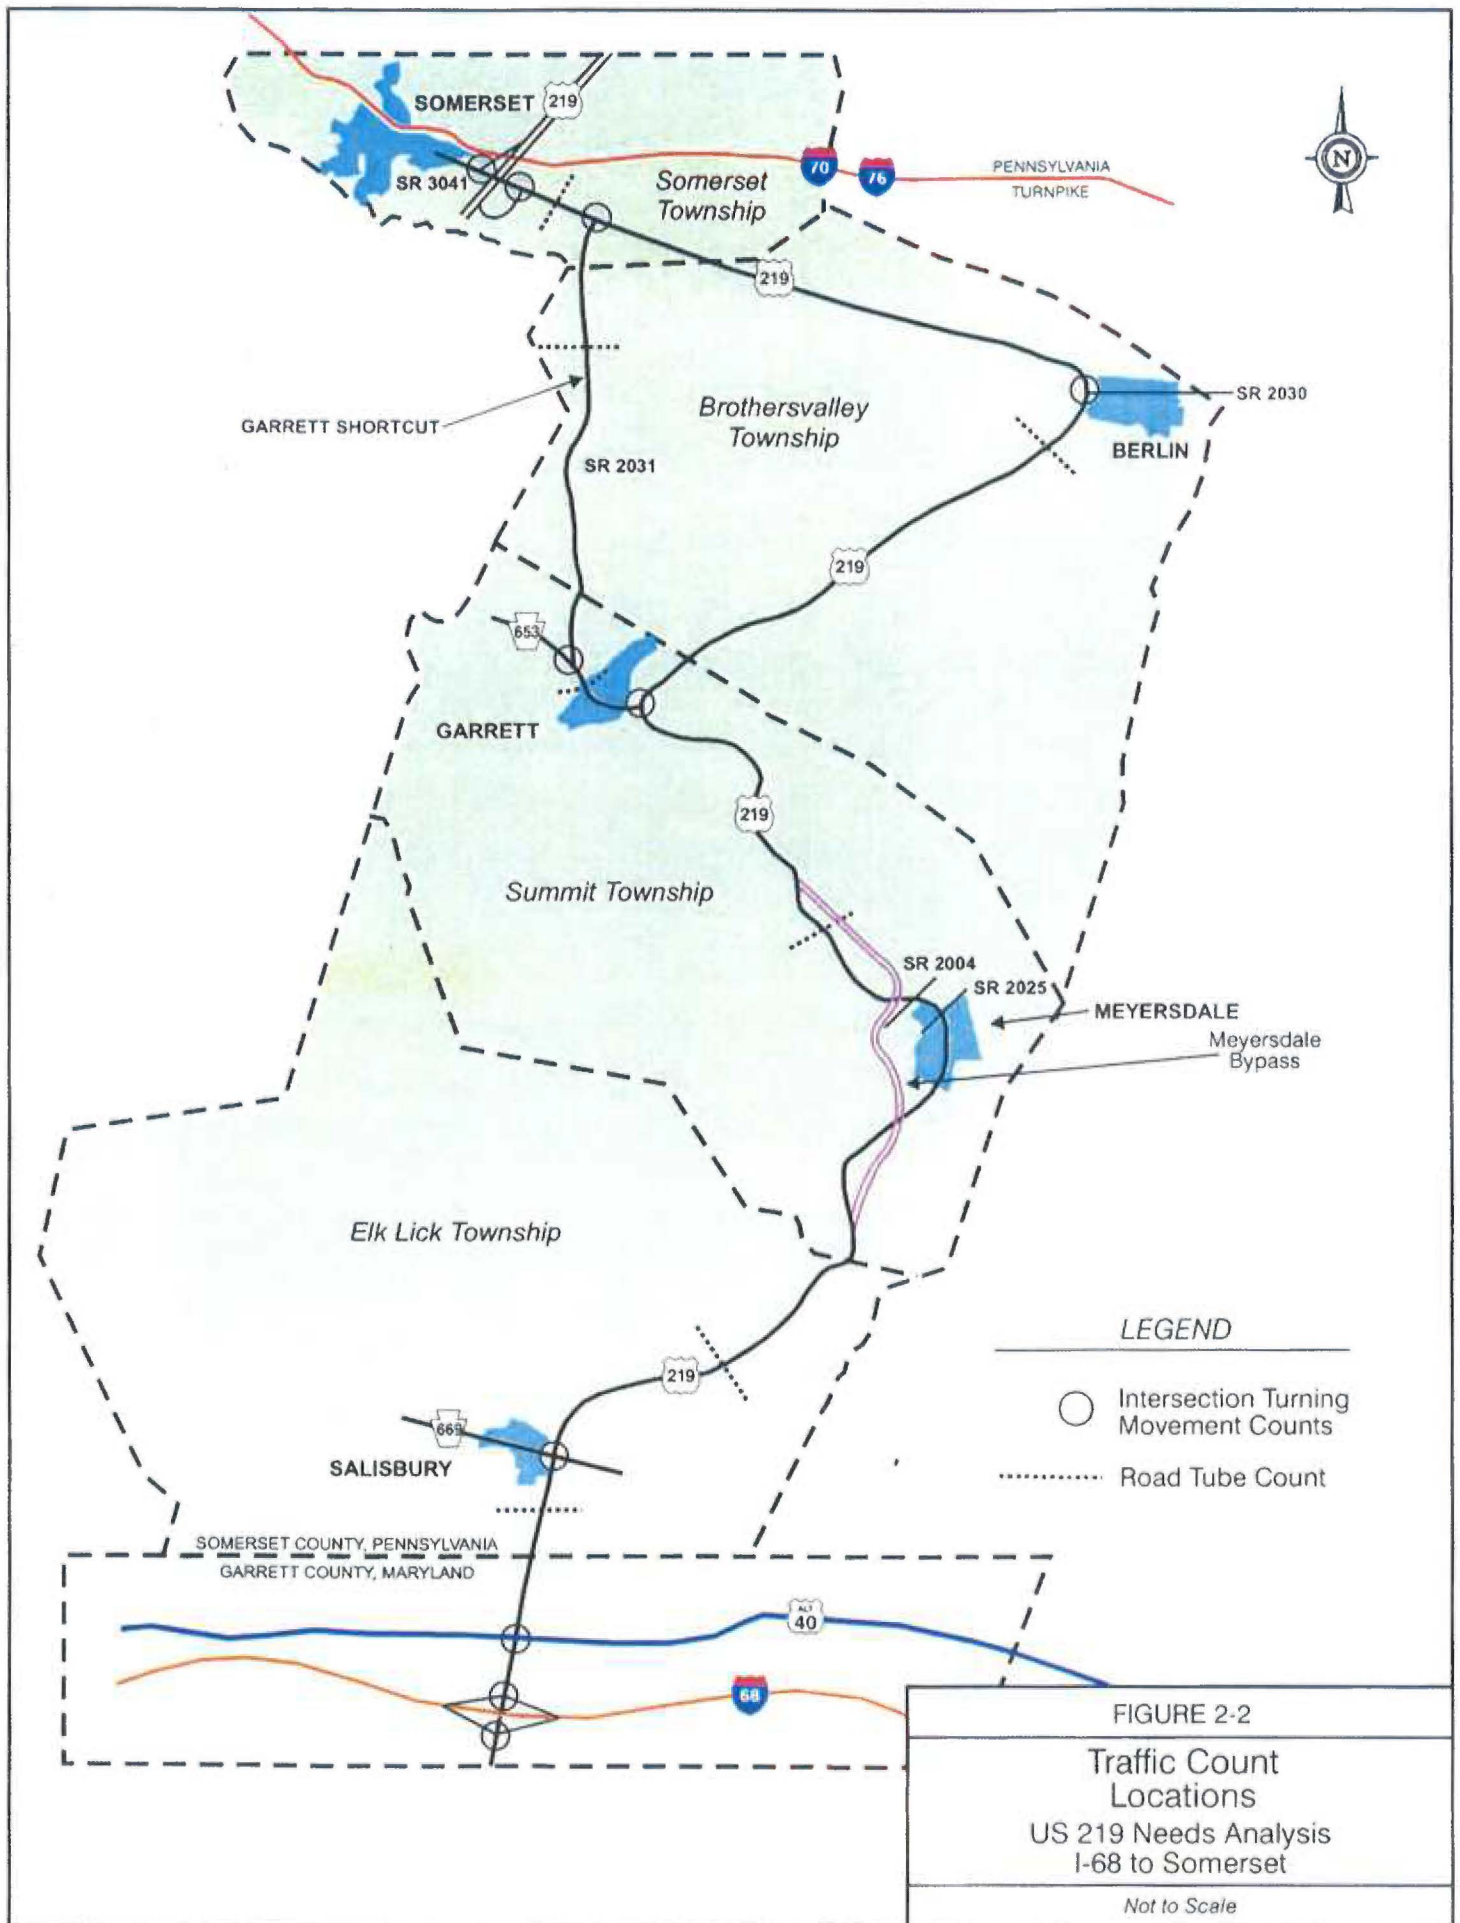 SOMERSET
219
SR 3041
Somerset
Township
70
76
PENNSYLVANIA
TURNPIKE
N
219
GARRETT SHORTCUT
Brothersvalley
Township
SR 2030
BERLIN
SR 2031
219
653
GARRETT
219
Summit Township
SR 2004
SR 2025
MEYERSDALE
Meyersdale
Bypass
Elk Lick Township
219
669
SALISBURY
LEGEND
Intersection Turning
Movement Counts
Road Tube Count
SOMERSET COUNTY, PENNSYLVANIA
GARRETT COUNTY, MARYLAND
ALT
40
68
FIGURE 2-2
Traffic Count
Locations
US 219 Needs Analysis
I-68 to Somerset
Not to Scale